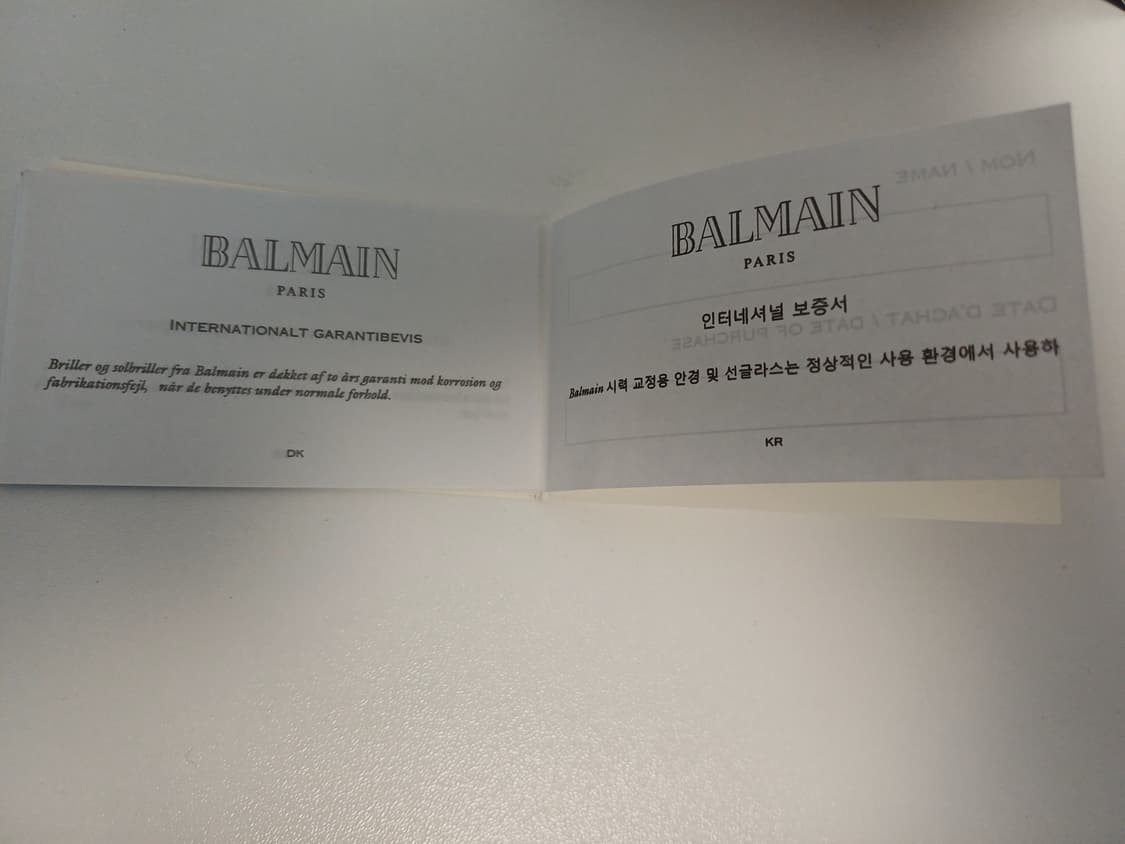 BALMAIN
PARIS
INTERNATIONALT GARANTIBEVIS
Briller og solbriller fra Balmain er dekket af to års garanti mod korrosion og
fabrikationsfejl, når de benyttes under normale forhold.
DK
NOM / NAME
BALMAIN
PARIS
인터네셔널 보증서
DATE D'ACHAT / DATE OF PURCHASE
Balmain 시력 교정용 안경 및 선글라스는 정상적인 사용 환경에서 사용하
KR